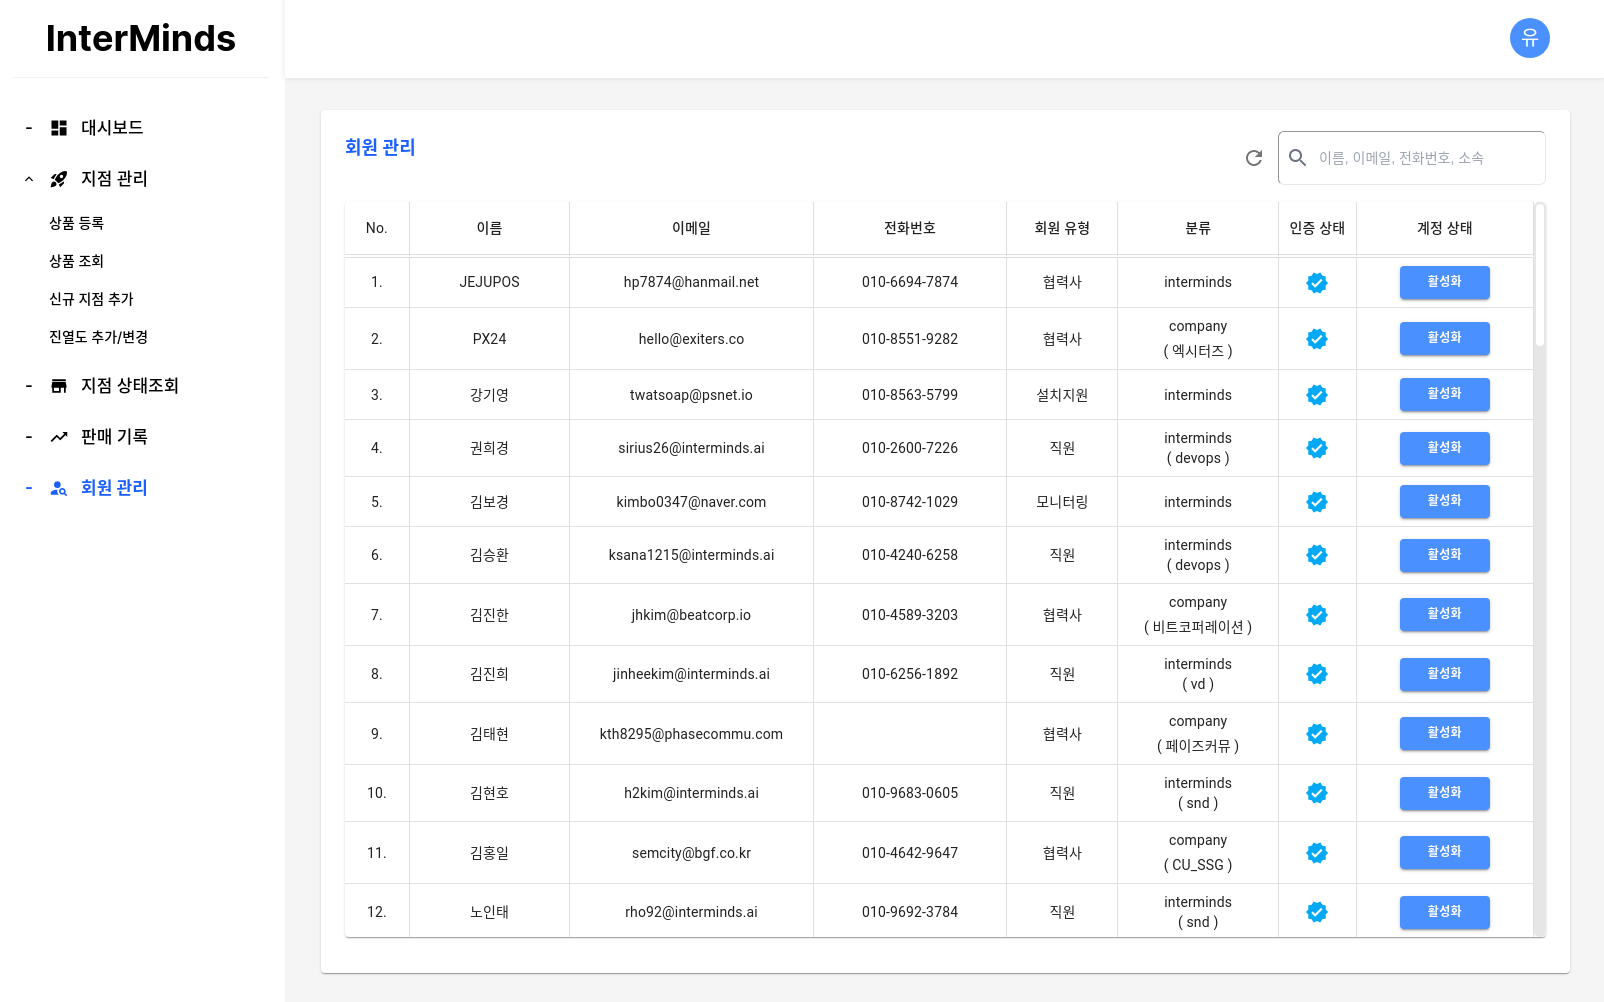 InterMinds
유
- 대시보드
지점 관리
상품 등록
상품 조회
신규 지점 추가
진열도 추가/변경
- 지점 상태조회
- 판매 기록
- 회원 관리
회원 관리
이름, 이메일, 전화번호, 소속
No. 이름 이메일 전화번호 회원 유형 분류 인증 상태 계정 상태
1. JEJUPOS hp7874@hanmail.net 010-6694-7874 협력사 interminds 활성화
2. PX24 hello@exiters.co 010-8551-9282 협력사 company ( 엑시터즈 ) 활성화
3. 강기영 twatsoap@psnet.io 010-8563-5799 설치지원 interminds 활성화
4. 권희경 sirius26@interminds.ai 010-2600-7226 직원 interminds ( devops ) 활성화
5. 김보경 kimbo0347@naver.com 010-8742-1029 모니터링 interminds 활성화
6. 김승환 ksana1215@interminds.ai 010-4240-6258 직원 interminds ( devops ) 활성화
7. 김진한 jhkim@beatcorp.io 010-4589-3203 협력사 company ( 비트코퍼레이션 ) 활성화
8. 김진희 jinheekim@interminds.ai 010-6256-1892 직원 interminds ( vd ) 활성화
9. 김태현 kth8295@phasecommu.com 협력사 company ( 페이즈커뮤 ) 활성화
10. 김현호 h2kim@interminds.ai 010-9683-0605 직원 interminds ( snd ) 활성화
11. 김홍일 semcity@bgf.co.kr 010-4642-9647 협력사 company ( CU_SSG ) 활성화
12. 노인태 rho92@interminds.ai 010-9692-3784 직원 interminds ( snd ) 활성화